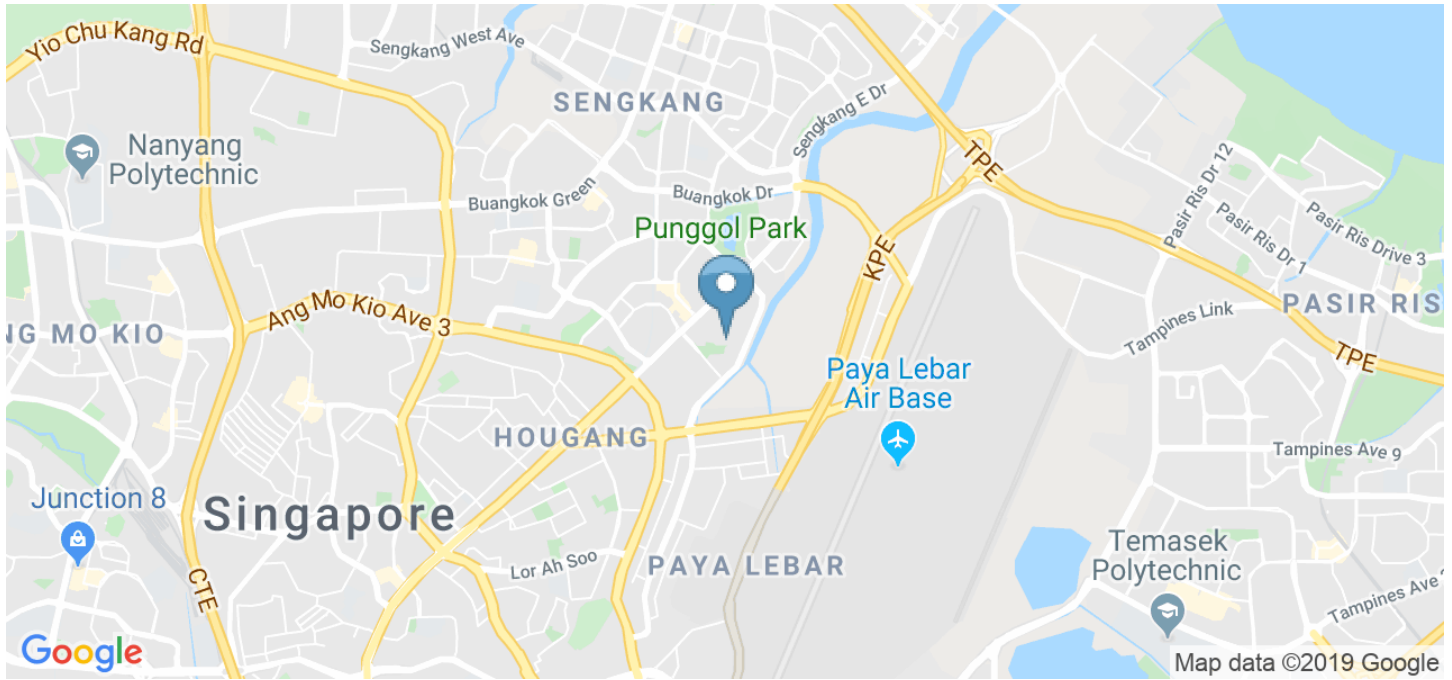 Yio Chu Kang Rd
Sengkang West Ave
SENGKANG
Sengkang E Dr
Nanyang
Polytechnic
TPE
Pasir Ris Dr 12
Buangkok Green
Buangkok Dr
Punggol Park
Pasir Ris Dr 1
Pasir Ris Drive 3
KPE
Ang Mo Kio Ave 3
NG MO KIO
Tampines Link
PASIR RIS
TPE
Paya Lebar
Air Base
HOUGANG
Tampines Ave 9
Junction 8
Singapore
Lor Ah Soo
PAYA LEBAR
Temasek
Polytechnic
CTE
Tampines Ave
Google
Map data ©2019 Google